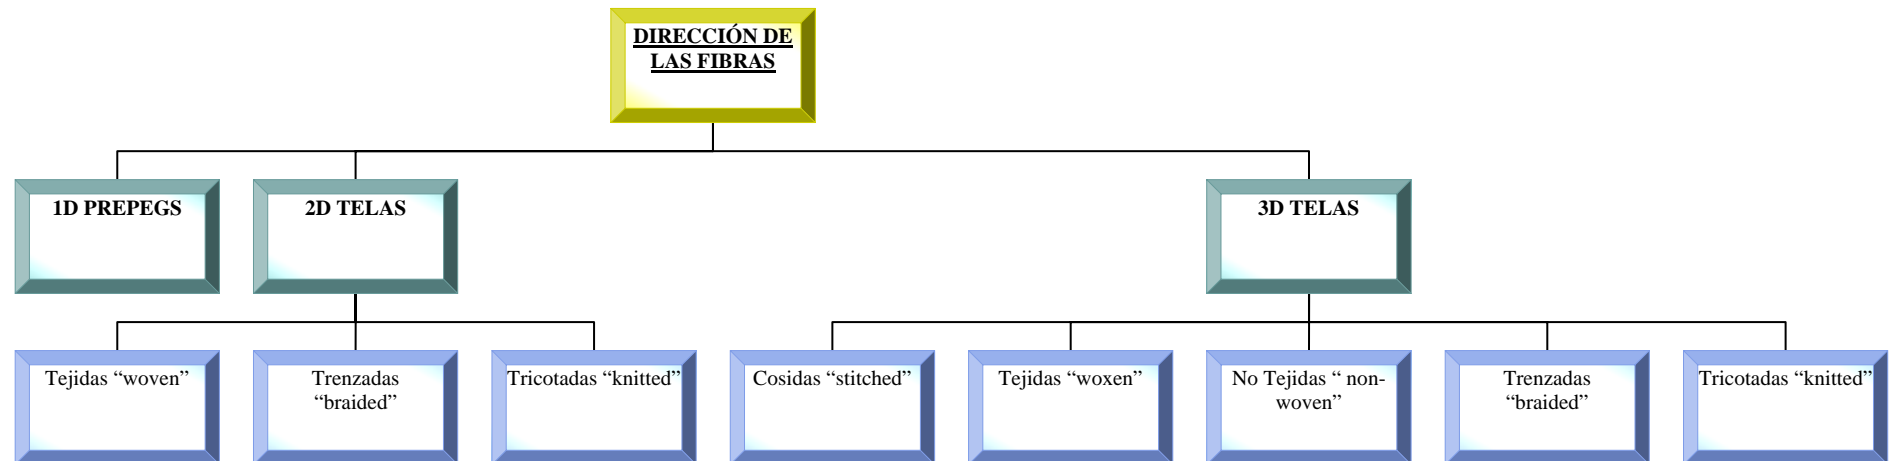 DIRECCIÓN DE
LAS FIBRAS
1D PREPEGS
2D TELAS
3D TELAS
Tejidas “woven”
Trenzadas
“braided”
Tricotadas “knitted”
Cosidas “stitched”
Tejidas “woxen”
No Tejidas “ non-
woven”
Trenzadas
“braided”
Tricotadas “knitted”